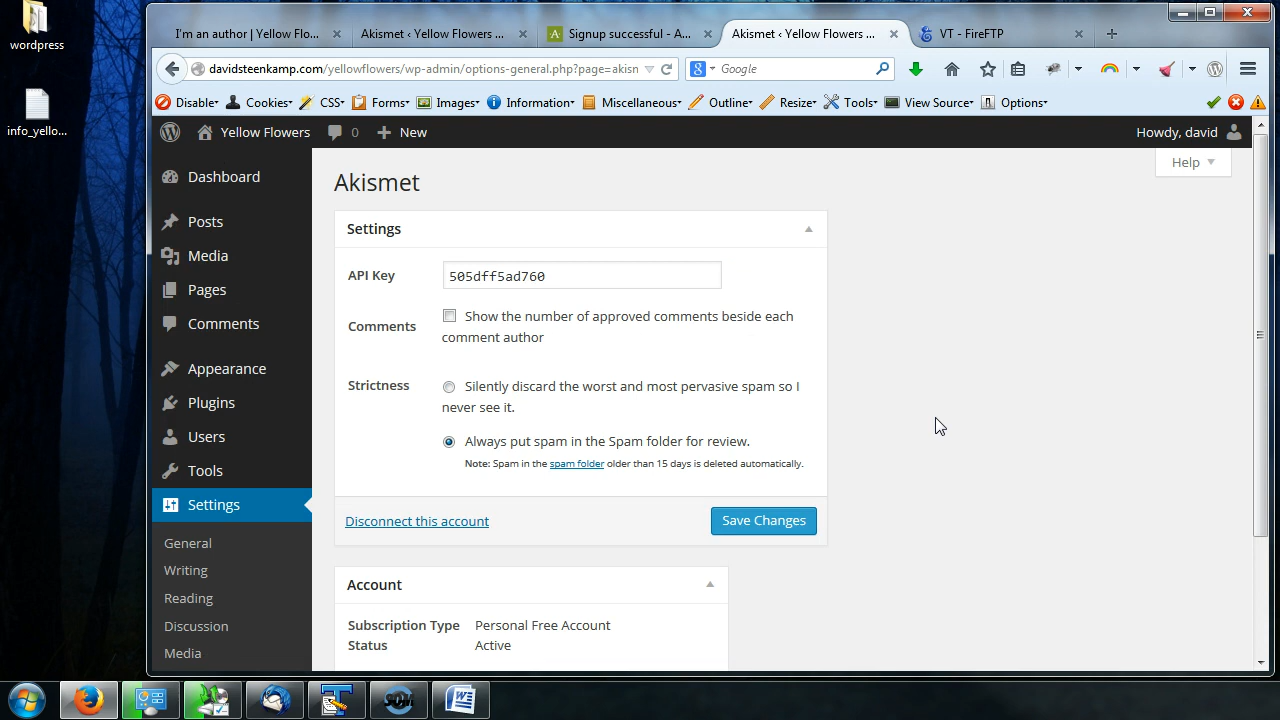 wordpress
info_yello...
I'm an author | Yellow Flo...
Akismet ‹ Yellow Flowers ...
Signup successful - A...
Akismet ‹ Yellow Flowers ...
VT - FireFTP
davidsteenkamp.com/yellowflowers/wp-admin/options-general.php?page=akisn
Google
Disable
Cookies
CSS
Forms
Images
Information
Miscellaneous
Outline
Resize
Tools
View Source
Options
Yellow Flowers
0
New
Howdy, david
Help
Dashboard
Posts
Media
Pages
Comments
Appearance
Plugins
Users
Tools
Settings
General
Writing
Reading
Discussion
Media
Akismet
Settings
API Key
505dff5ad760
Comments
Show the number of approved comments beside each
comment author
Strictness
Silently discard the worst and most pervasive spam so I
never see it.
Always put spam in the Spam folder for review.
Note: Spam in the spam folder older than 15 days is deleted automatically.
Disconnect this account
Save Changes
Account
Subscription Type
Personal Free Account
Status
Active